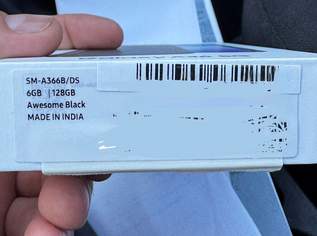 SM-A366B/DS
6GB | 128GB
Awesome Black
MADE IN INDIA